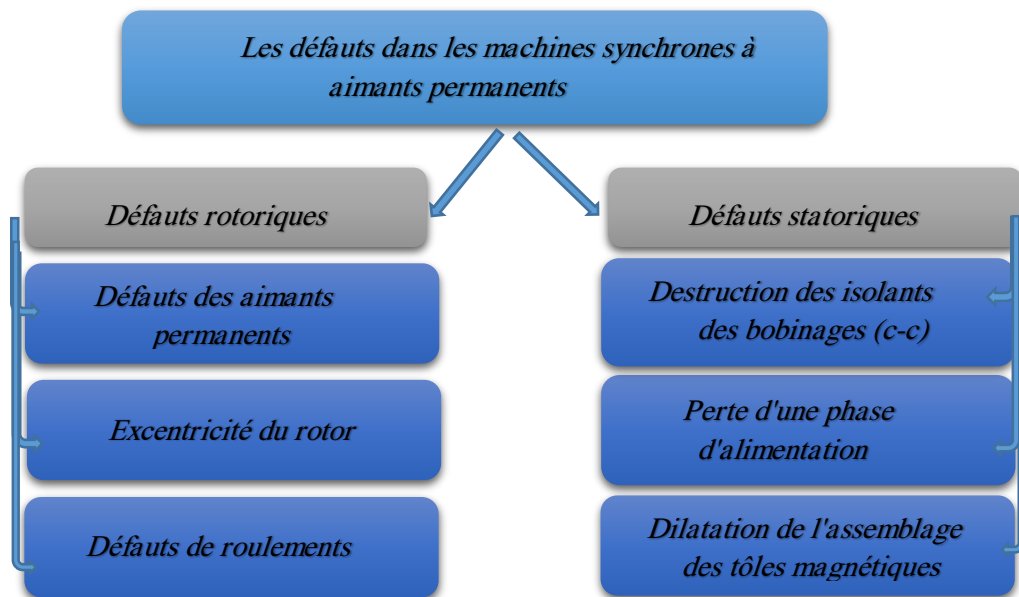 Les défauts dans les machines synchrones à
aimants permanents
Défauts rotoriques
Défauts des aimants
permanents
Excentricité du rotor
Défauts de roulements
Défauts statoriques
Destruction des isolants
des bobinages (c-c)
Perte d'une phase
d'alimentation
Dilatation de l'assemblage
des tôles magnétiques